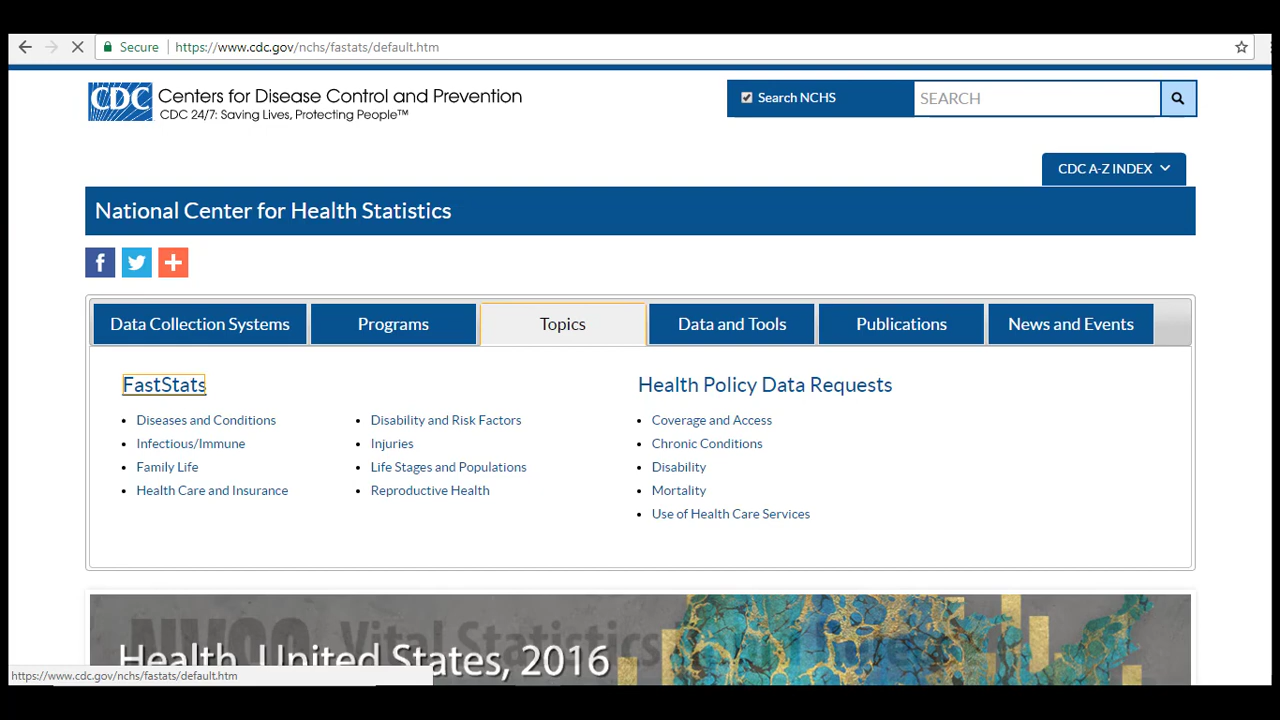 Secure https://www.cdc.gov/nchs/fastats/default.htm
CDC Centers for Disease Control and Prevention
CDC 24/7: Saving Lives, Protecting People™
Search NCHS SEARCH
CDC A-Z INDEX
National Center for Health Statistics
f +
Data Collection Systems Programs Topics Data and Tools Publications News and Events
FastStats Health Policy Data Requests
Diseases and Conditions Disability and Risk Factors Coverage and Access
Infectious/Immune Injuries Chronic Conditions
Family Life Life Stages and Populations Disability
Health Care and Insurance Reproductive Health Mortality
Use of Health Care Services
Vital Statistics
Health, United States, 2016
https://www.cdc.gov/nchs/fastats/default.htm